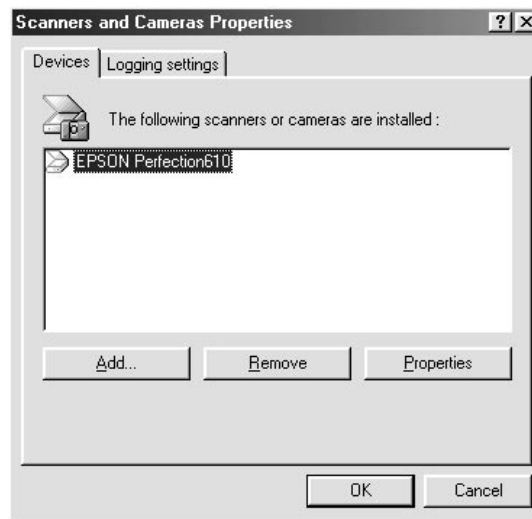 Scanners and Cameras Properties
Devices
Logging settings
The following scanners or cameras are installed :
EPSON Perfection610
Add...
Remove
Properties
OK
Cancel